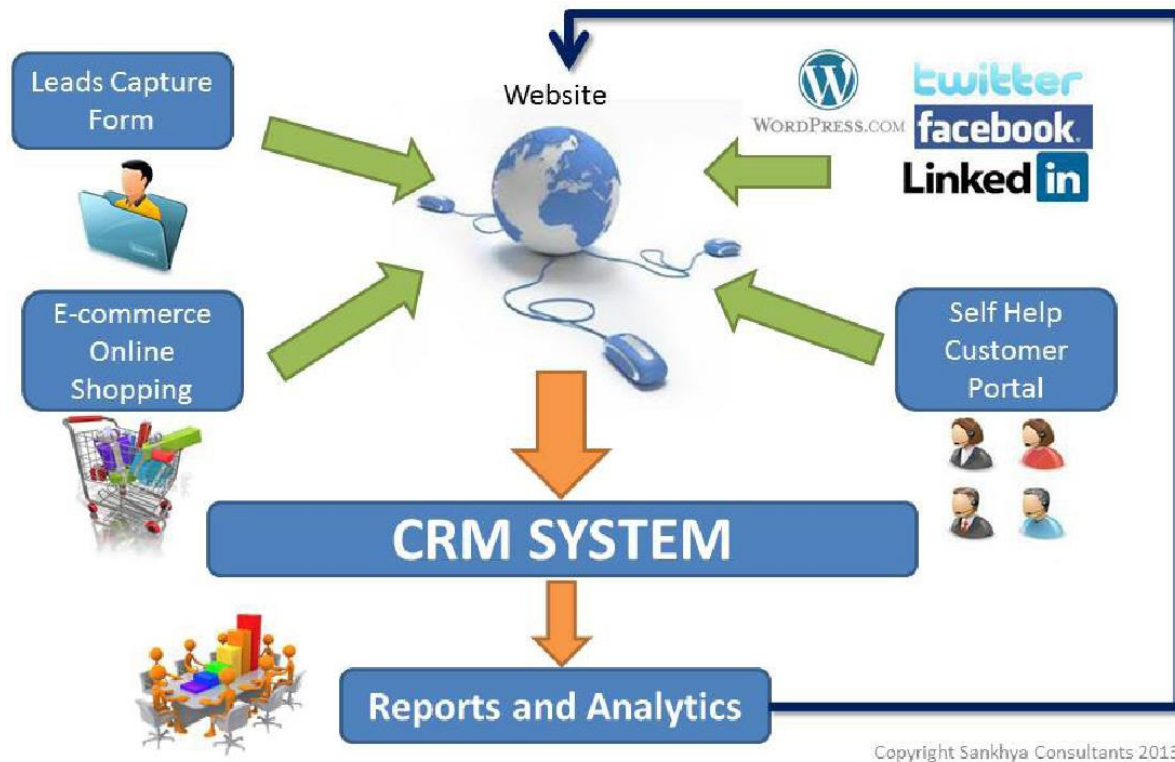 Leads Capture
Form
Website
W
WORDPRESS.COM
twitter
facebook
Linked in
E-commerce
Online
Shopping
Self Help
Customer
Portal
CRM SYSTEM
Reports and Analytics
Copyright Sankhya Consultants 2013